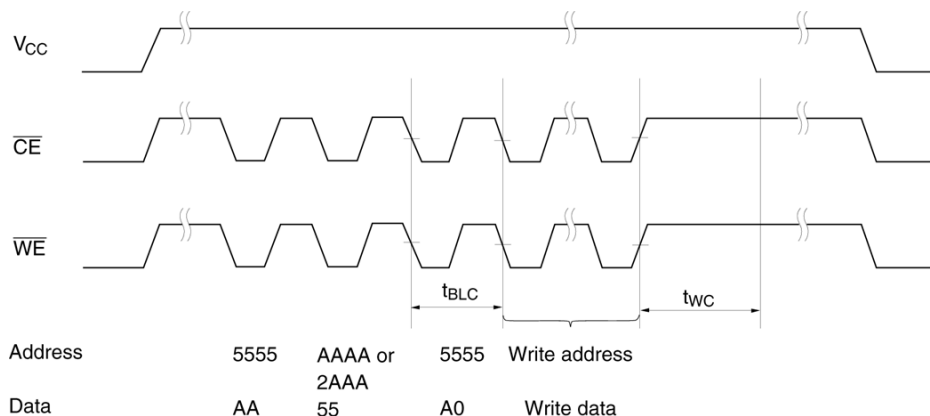 VCC
CE
WE
tBLC
tWC
Address 5555 AAAA or 5555 Write address
2AAA
Data AA 55 A0 Write data